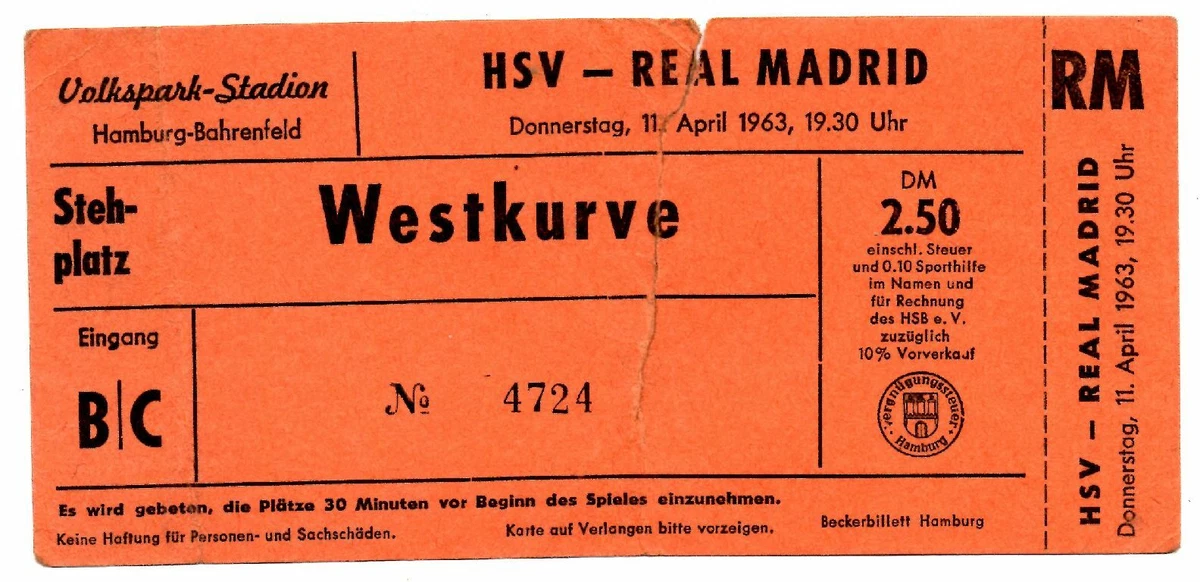 Volkspark-Stadion
Hamburg-Bahrenfeld
HSV – REAL MADRID
Donnerstag, 11. April 1963, 19.30 Uhr
Steh-
platz
Westkurve
DM
2.50
einschl. Steuer
und 0.10 Sporthilfe
im Namen und
für Rechnung
des HSB e. V.
zuzüglich
10% Vorverkauf
Eingang
B|C
№ 4724
Vergnügungssteuer
Hamburg
Es wird gebeten, die Plätze 30 Minuten vor Beginn des Spieles einzunehmen.
Keine Haftung für Personen- und Sachschäden.
Karte auf Verlangen bitte vorzeigen.
Beckerbillett Hamburg
RM
HSV – REAL MADRID
Donnerstag, 11. April 1963, 19.30 Uhr